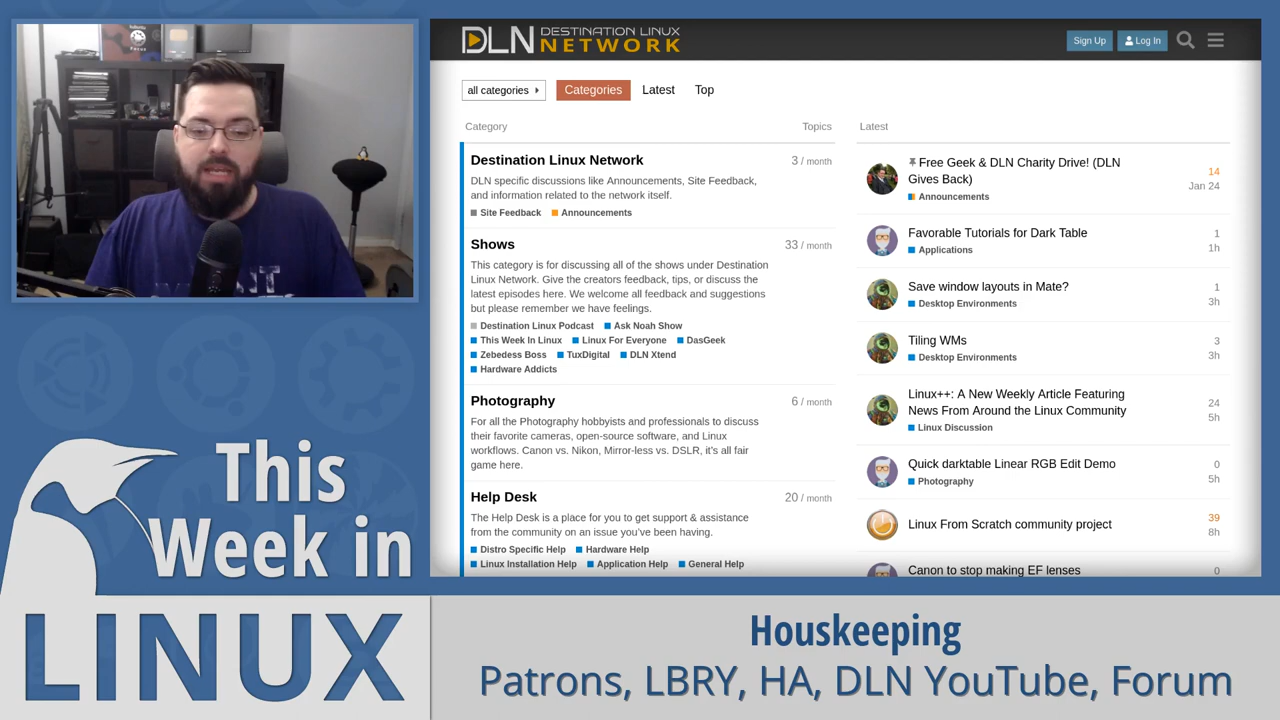 DLN DESTINATION LINUX
NETWORK
Sign Up
Log In
all categories
Categories
Latest
Top
Category
Topics
Destination Linux Network
3 / month
DLN specific discussions like Announcements, Site Feedback,
and information related to the network itself.
Site Feedback Announcements
Shows
33 / month
This category is for discussing all of the shows under Destination
Linux Network. Give the creators feedback, tips, or discuss the
latest episodes here. We welcome all feedback and suggestions
but please remember we have feelings.
Destination Linux Podcast Ask Noah Show
This Week In Linux Linux For Everyone DasGeek
Zebedess Boss TuxDigital DLN Xtend
Hardware Addicts
Photography
6 / month
For all the Photography hobbyists and professionals to discuss
their favorite cameras, open-source software, and Linux
workflows. Canon vs. Nikon, Mirror-less vs. DSLR, it's all fair
game here.
Help Desk
20 / month
The Help Desk is a place for you to get support & assistance
from the community on an issue you've been having.
Distro Specific Help Hardware Help
Linux Installation Help Application Help General Help
Latest
Free Geek & DLN Charity Drive! (DLN
Gives Back)
Announcements
14
Jan 24
Favorable Tutorials for Dark Table
Applications
1
1h
Save window layouts in Mate?
Desktop Environments
1
3h
Tiling WMs
Desktop Environments
3
3h
Linux++: A New Weekly Article Featuring
News From Around the Linux Community
Linux Discussion
24
5h
Quick darktable Linear RGB Edit Demo
Photography
0
5h
Linux From Scratch community project
39
8h
Canon to stop making EF lenses
0
This
Week in
LINUX
Houskeeping
Patrons, LBRY, HA, DLN YouTube, Forum